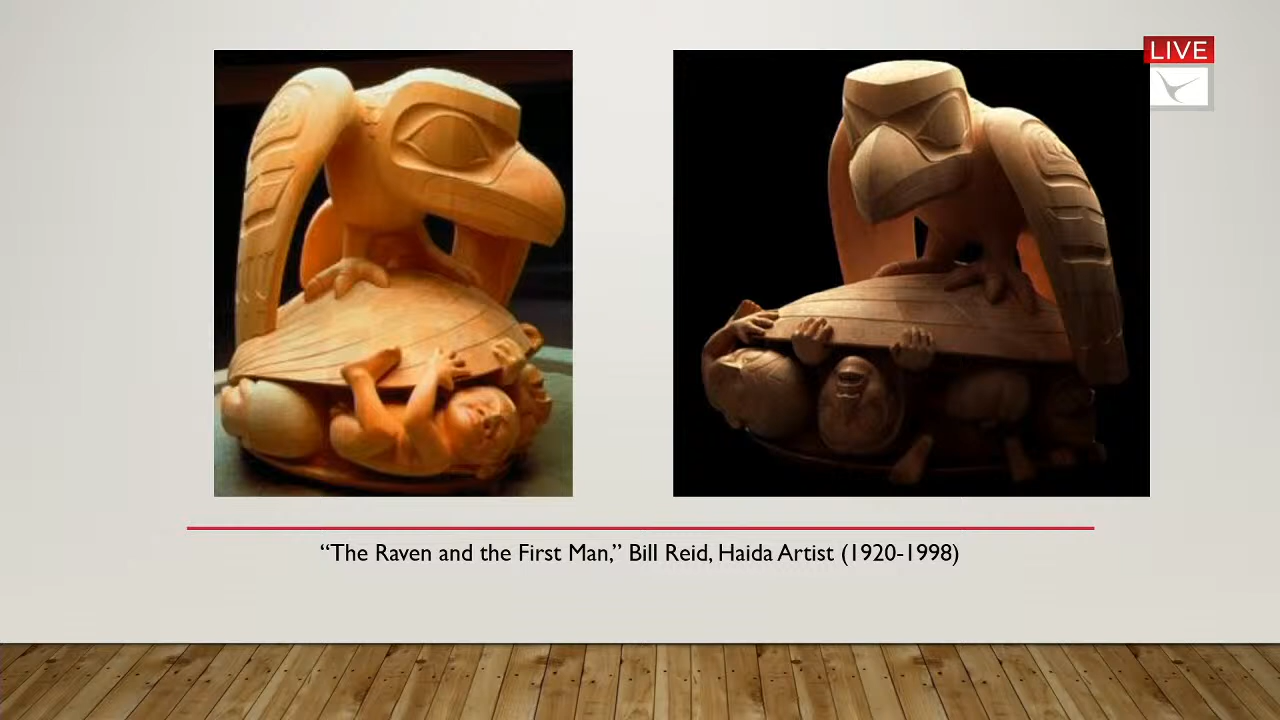 LIVE
“The Raven and the First Man,” Bill Reid, Haida Artist (1920-1998)